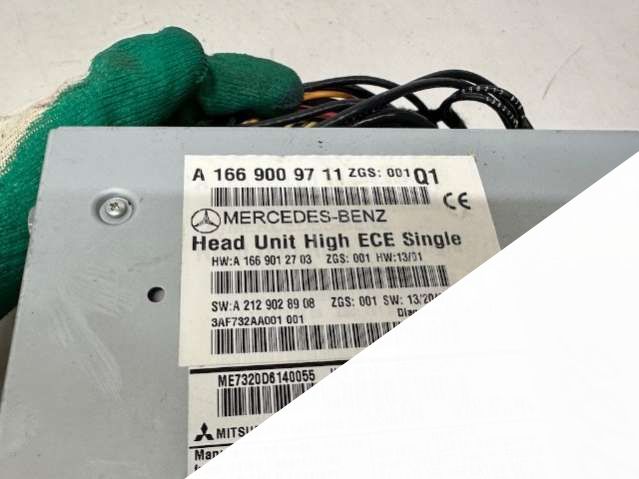 A 166 900 97 11 ZGS: 001 Q1
MERCEDES-BENZ
CE
Head Unit High ECE Single
HW:A 166 901 27 03 ZGS: 001 HW:13/01
SW:A 212 902 89 08 ZGS: 001 SW: 13/20
3AF732AA001 001
ME7320D6140055